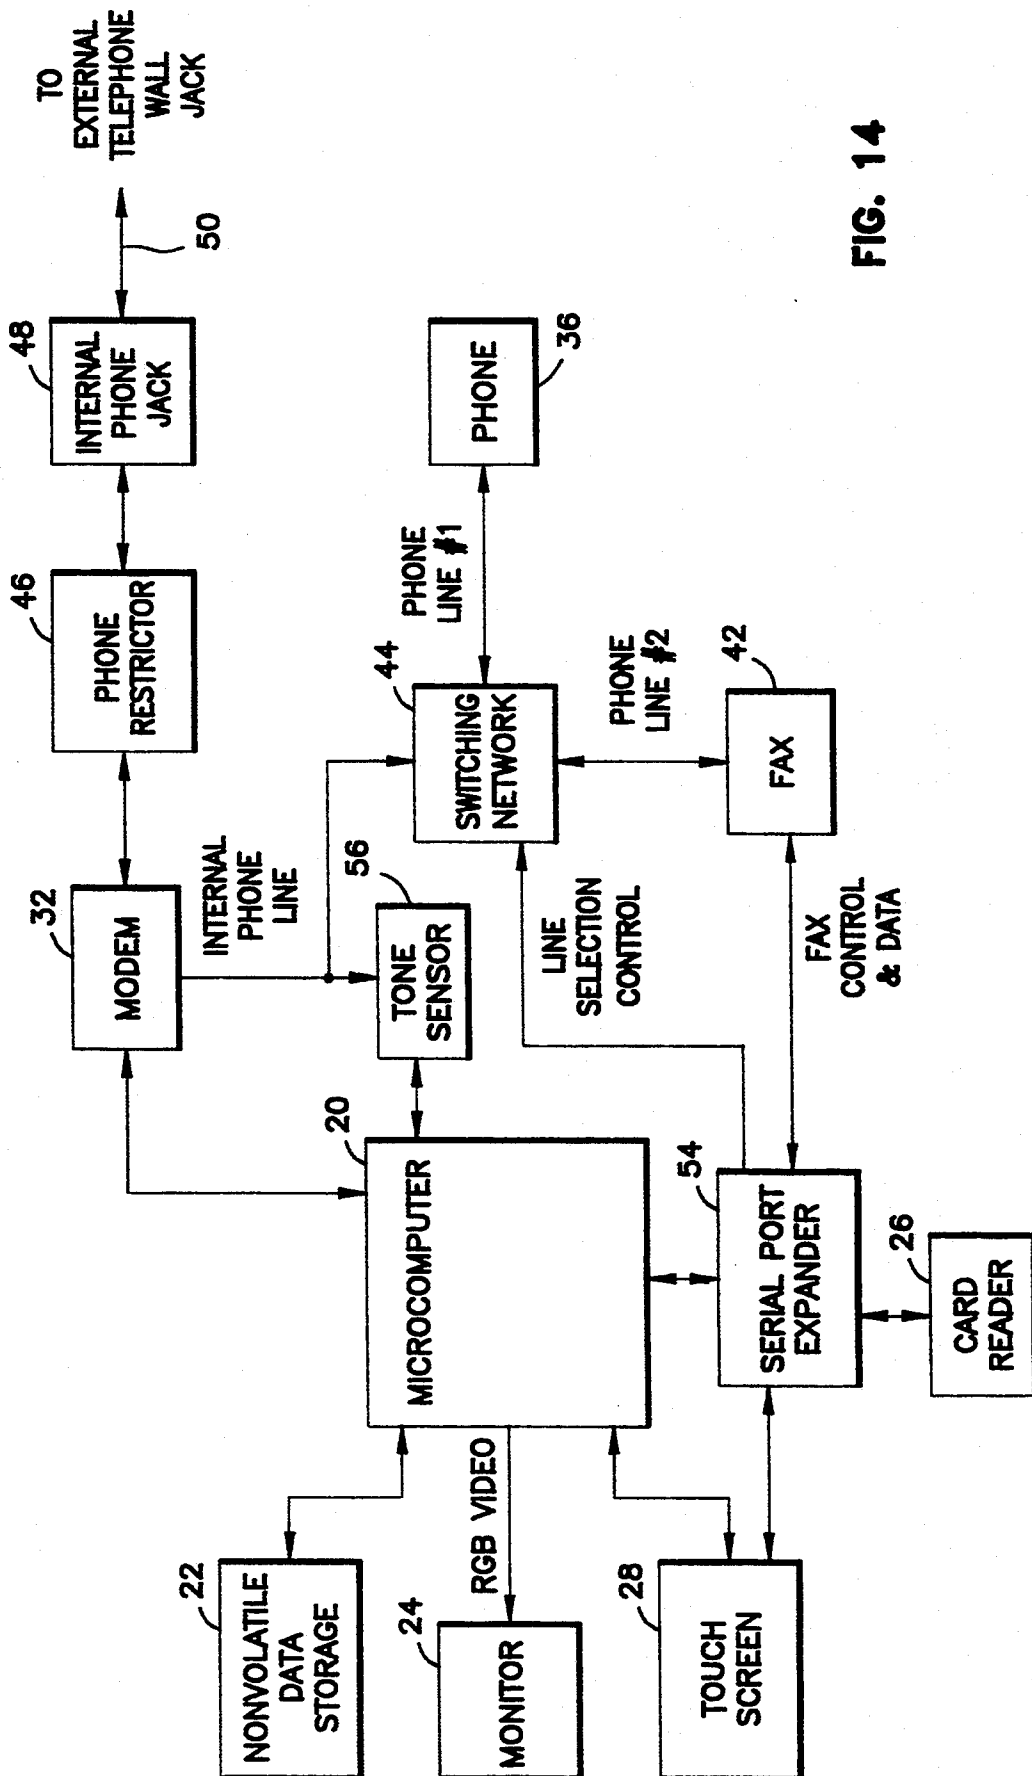 22
NONVOLATILE
DATA
STORAGE
24
MONITOR
RGB VIDEO
28
TOUCH
SCREEN
20
MICROCOMPUTER
54
SERIAL PORT
EXPANDER
26
CARD
READER
32
MODEM
INTERNAL
PHONE
LINE
56
TONE
SENSOR
LINE
SELECTION
CONTROL
FAX
CONTROL
& DATA
46
PHONE
RESTRICTOR
44
SWITCHING
NETWORK
PHONE
LINE #1
PHONE
LINE #2
42
FAX
48
INTERNAL
PHONE
JACK
PHONE
36
50
TO
EXTERNAL
TELEPHONE
WALL
JACK
FIG. 14